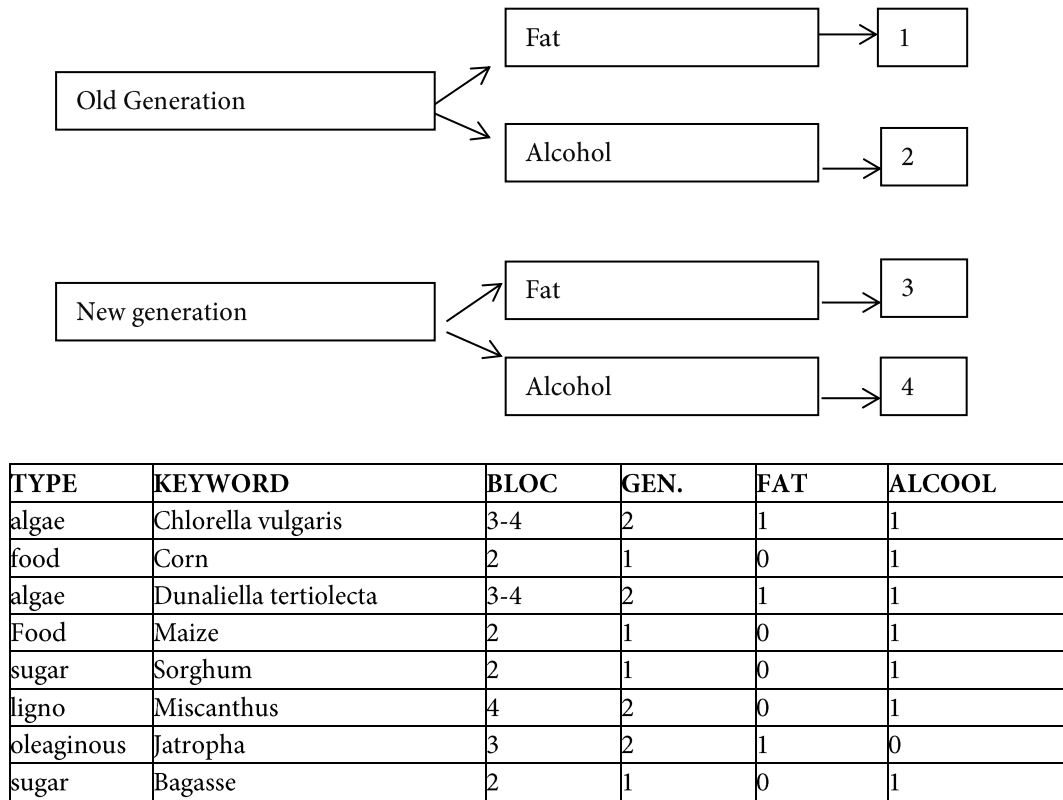 Fat
1
Old Generation
Alcohol
2
Fat
3
New generation
Alcohol
4
TYPE KEYWORD BLOC GEN. FAT ALCOOL
algae Chlorella vulgaris 3-4 2 1 1
food Corn 2 1 0 1
algae Dunaliella tertiolecta 3-4 2 1 1
Food Maize 2 1 0 1
sugar Sorghum 2 1 0 1
ligno Miscanthus 4 2 0 1
oleaginous Jatropha 3 2 1 0
sugar Bagasse 2 1 0 1